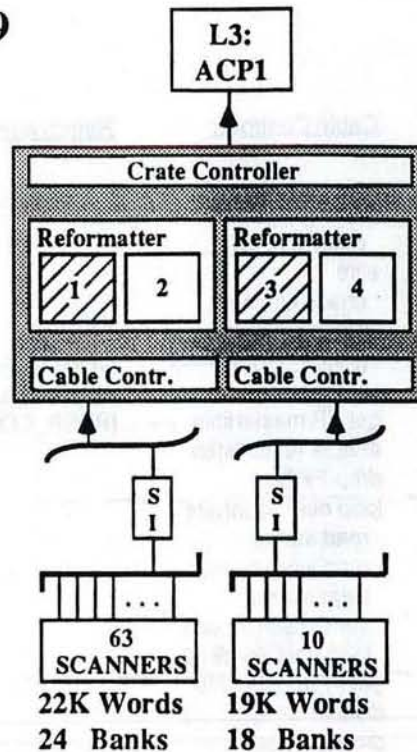 9
L3:
ACP1
Crate Controller
Reformatter
1
2
Reformatter
3
4
Cable Contr.
Cable Contr.
S
I
S
I
...
...
63
SCANNERS
10
SCANNERS
22K Words
24 Banks
19K Words
18 Banks